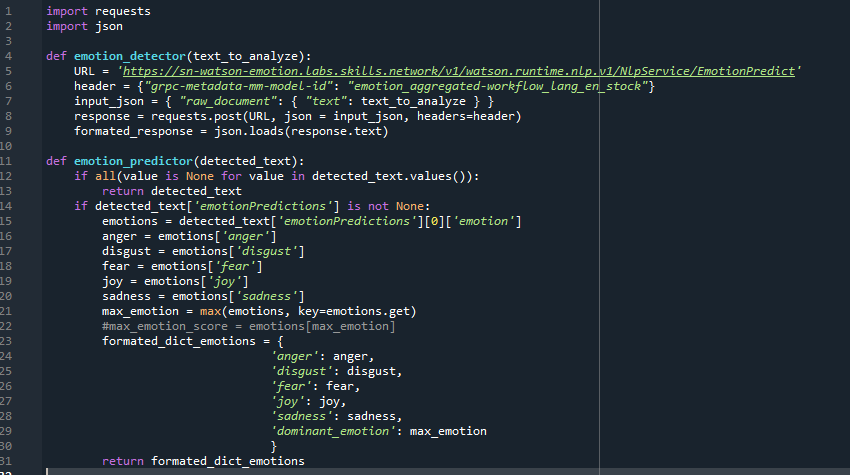 1 import requests
2 import json
3
4 def emotion_detector(text_to_analyze):
5     URL = 'https://sn-watson-emotion.labs.skills.network/v1/watson.runtime.nlp.v1/NlpService/EmotionPredict'
6     header = {"grpc-metadata-mm-model-id": "emotion_aggregated-workflow_lang_en_stock"}
7     input_json = { "raw_document": { "text": text_to_analyze } }
8     response = requests.post(URL, json = input_json, headers=header)
9     formated_response = json.loads(response.text)
10
11 def emotion_predictor(detected_text):
12     if all(value is None for value in detected_text.values()):
13         return detected_text
14     if detected_text['emotionPredictions'] is not None:
15         emotions = detected_text['emotionPredictions'][0]['emotion']
16         anger = emotions['anger']
17         disgust = emotions['disgust']
18         fear = emotions['fear']
19         joy = emotions['joy']
20         sadness = emotions['sadness']
21         max_emotion = max(emotions, key=emotions.get)
22         #max_emotion_score = emotions[max_emotion]
23         formated_dict_emotions = {
24                                 'anger': anger,
25                                 'disgust': disgust,
26                                 'fear': fear,
27                                 'joy': joy,
28                                 'sadness': sadness,
29                                 'dominant_emotion': max_emotion
30                                 }
31         return formated_dict_emotions